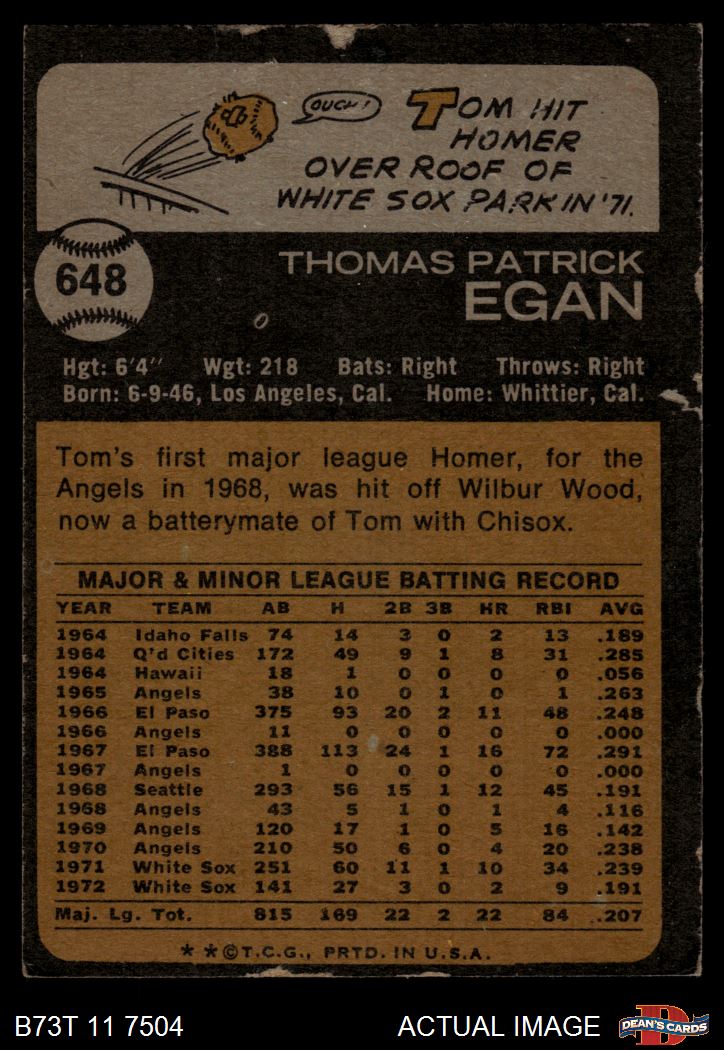 OUCH!
TOM HIT
HOMER
OVER ROOF OF
WHITE SOX PARK IN '71.
648
THOMAS PATRICK
EGAN
Hgt: 6'4" Wgt: 218 Bats: Right Throws: Right
Born: 6-9-46, Los Angeles, Cal. Home: Whittier, Cal.
Tom's first major league Homer, for the
Angels in 1968, was hit off Wilbur Wood,
now a batterymate of Tom with Chisox.
MAJOR & MINOR LEAGUE BATTING RECORD
YEAR TEAM AB H 2B 3B HR RBI AVG
1964 Idaho Falls 74 14 3 0 2 13 .189
1964 Q'd Cities 172 49 9 1 8 31 .285
1964 Hawaii 18 1 0 0 0 0 .056
1965 Angels 38 10 0 1 0 1 .263
1966 El Paso 375 93 20 2 11 48 .248
1966 Angels 11 0 0 0 0 0 .000
1967 El Paso 388 113 24 1 16 72 .291
1967 Angels 1 0 0 0 0 0 .000
1968 Seattle 293 56 15 1 12 45 .191
1968 Angels 43 5 1 0 1 4 .116
1969 Angels 120 17 1 0 5 16 .142
1970 Angels 210 50 6 0 4 20 .238
1971 White Sox 251 60 11 1 10 34 .239
1972 White Sox 141 27 3 0 2 9 .191
Maj. Lg. Tot. 815 169 22 2 22 84 .207
* *©T.C.G., PRTD. IN U.S.A.
B73T 11 7504 ACTUAL IMAGE DEAN'S CARDS